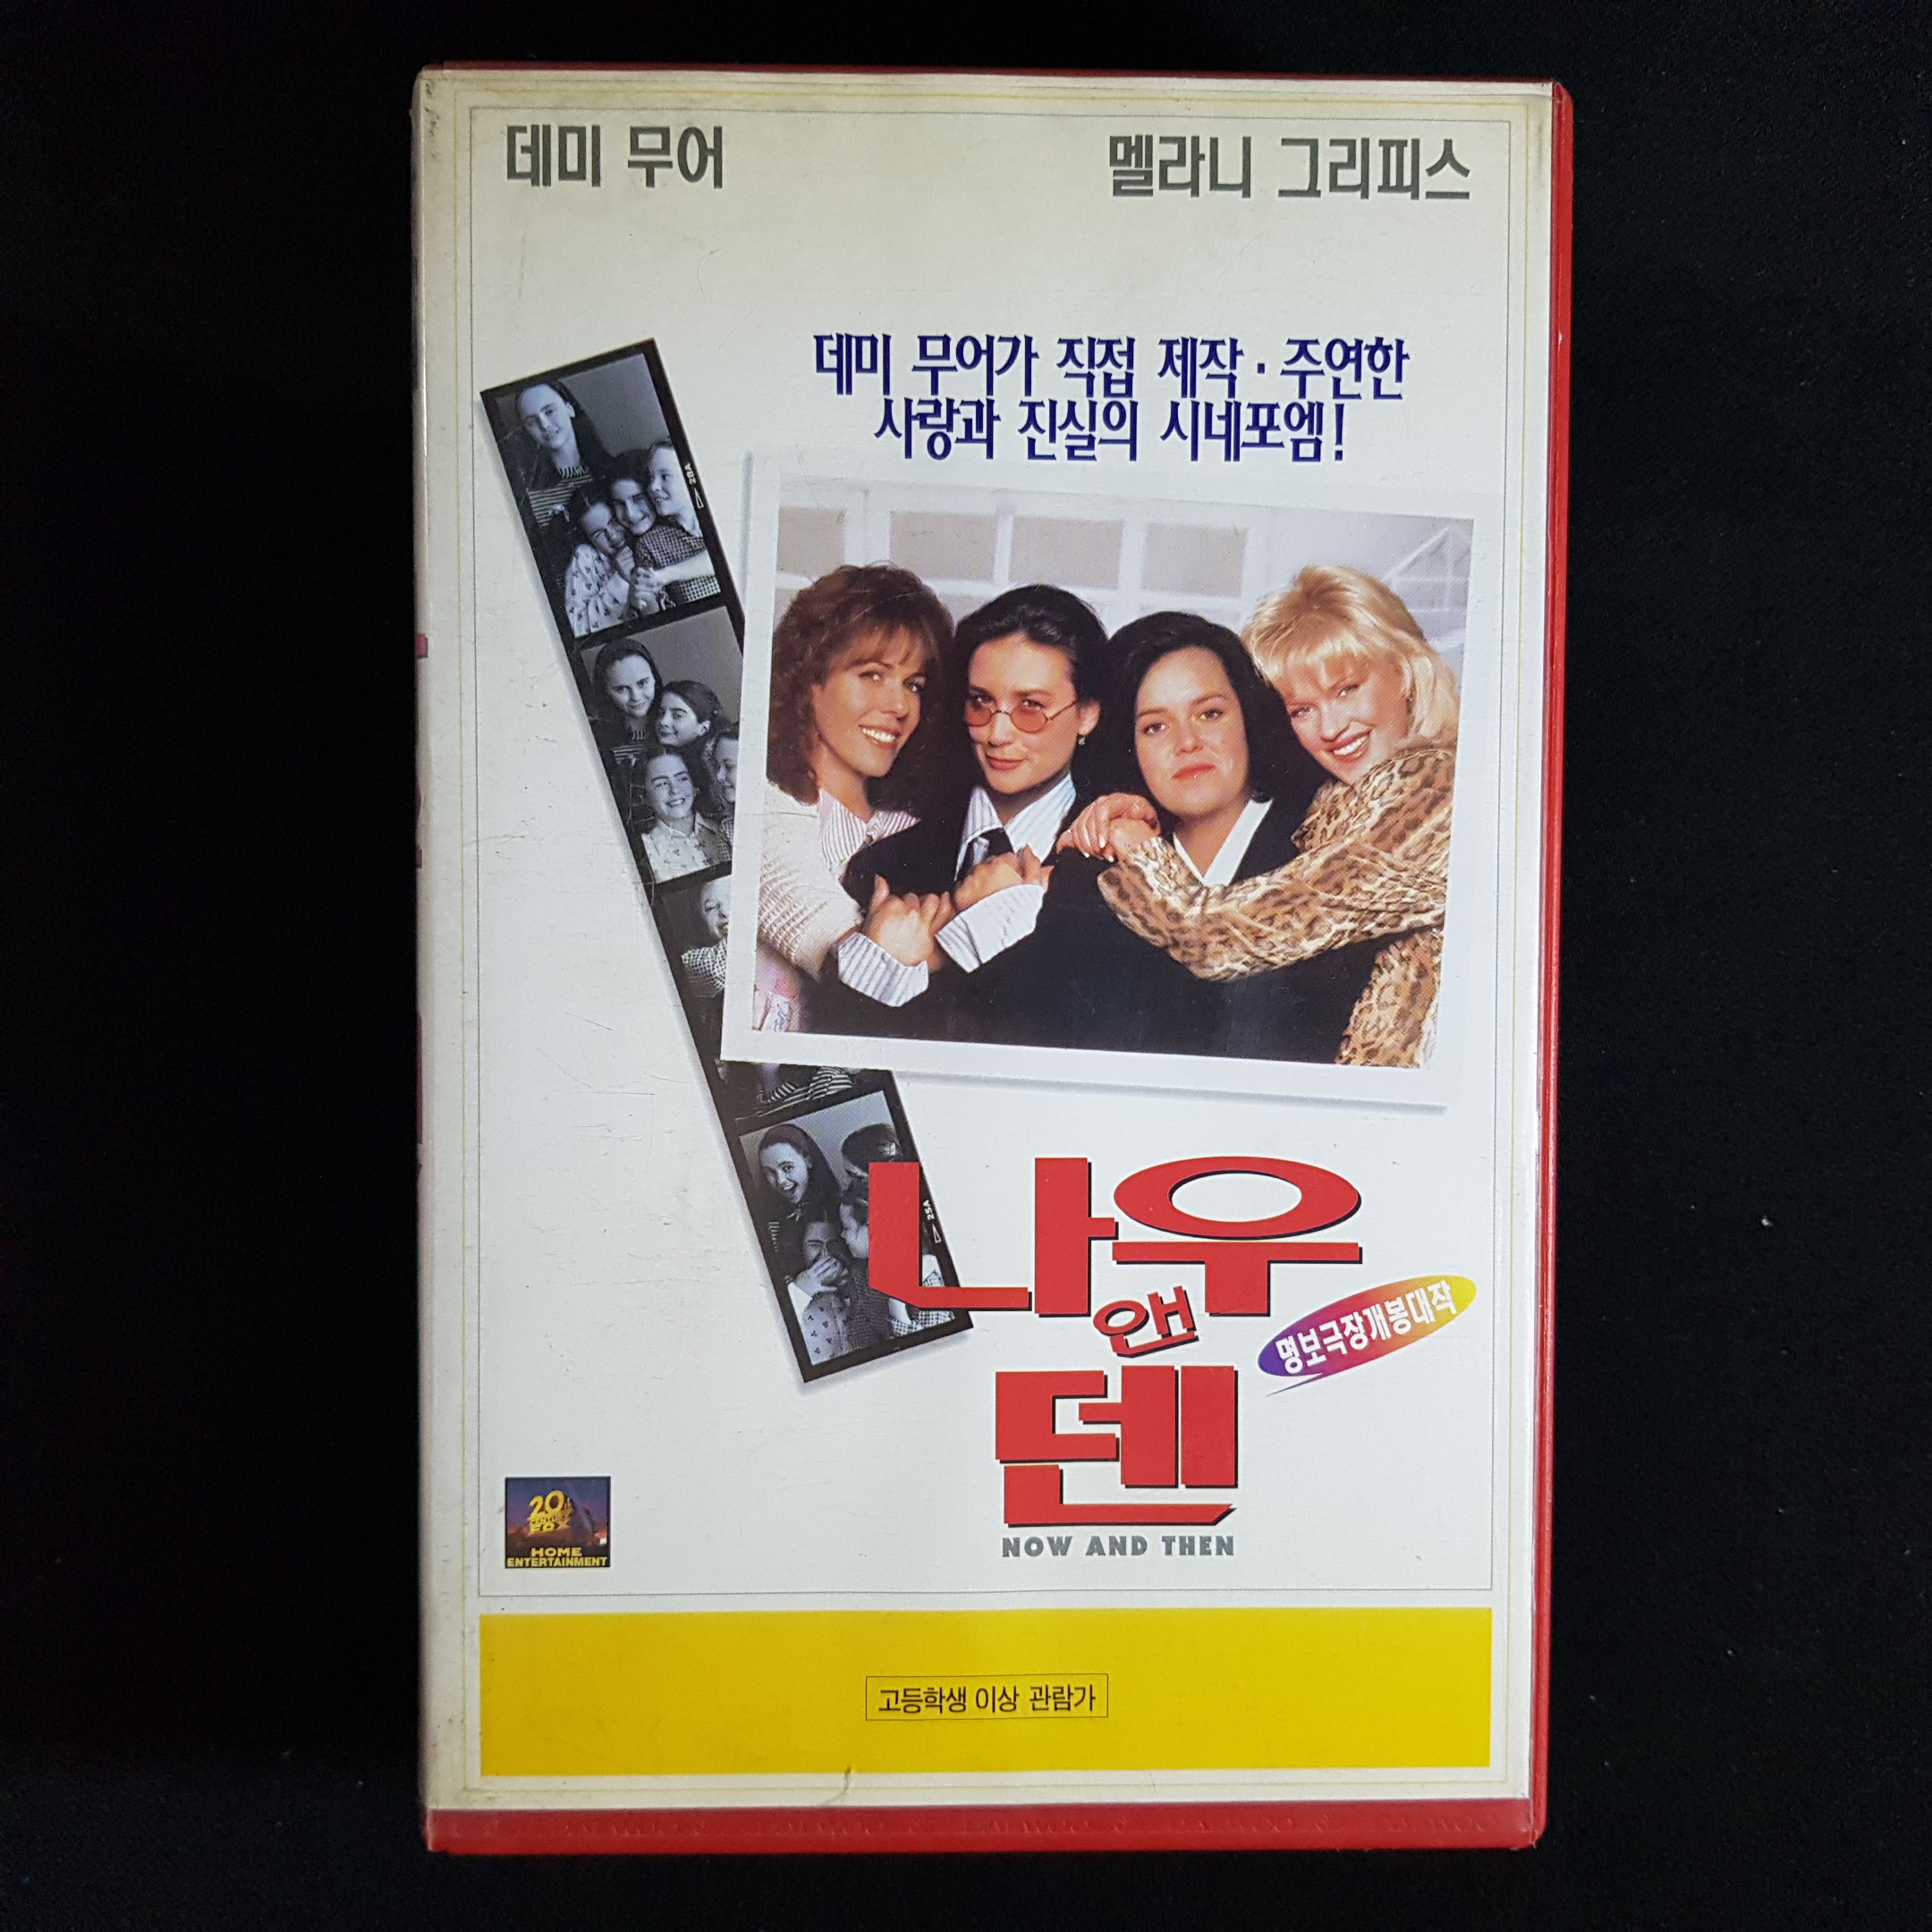 데미 무어
멜라니 그리피스
데미 무어가 직접 제작·주연한
사랑과 진실의 시네포엠!
28A
25A
나우
앤
덴
명보극장개봉대작
NOW AND THEN
20th
CENTURY
FOX
HOME
ENTERTAINMENT
고등학생 이상 관람가